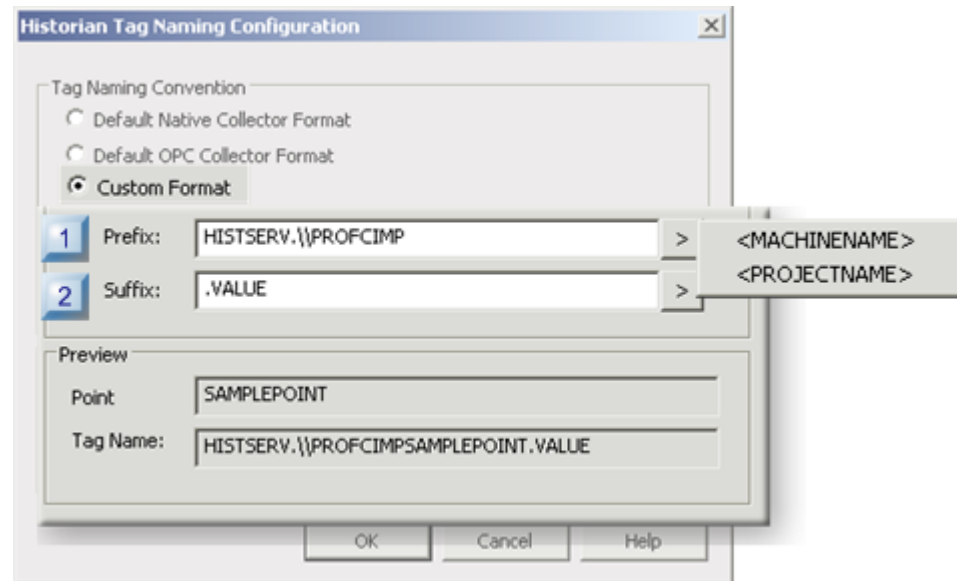 Historian Tag Naming Configuration
Tag Naming Convention
Default Native Collector Format
Default OPC Collector Format
Custom Format
1 Prefix: HISTSERV.\\PROFCIMP >
<MACHINENAME>
<PROJECTNAME>
2 Suffix: .VALUE >
Preview
Point SAMPLEPOINT
Tag Name: HISTSERV.\\PROFCIMPSAMPLEPOINT.VALUE
OK Cancel Help